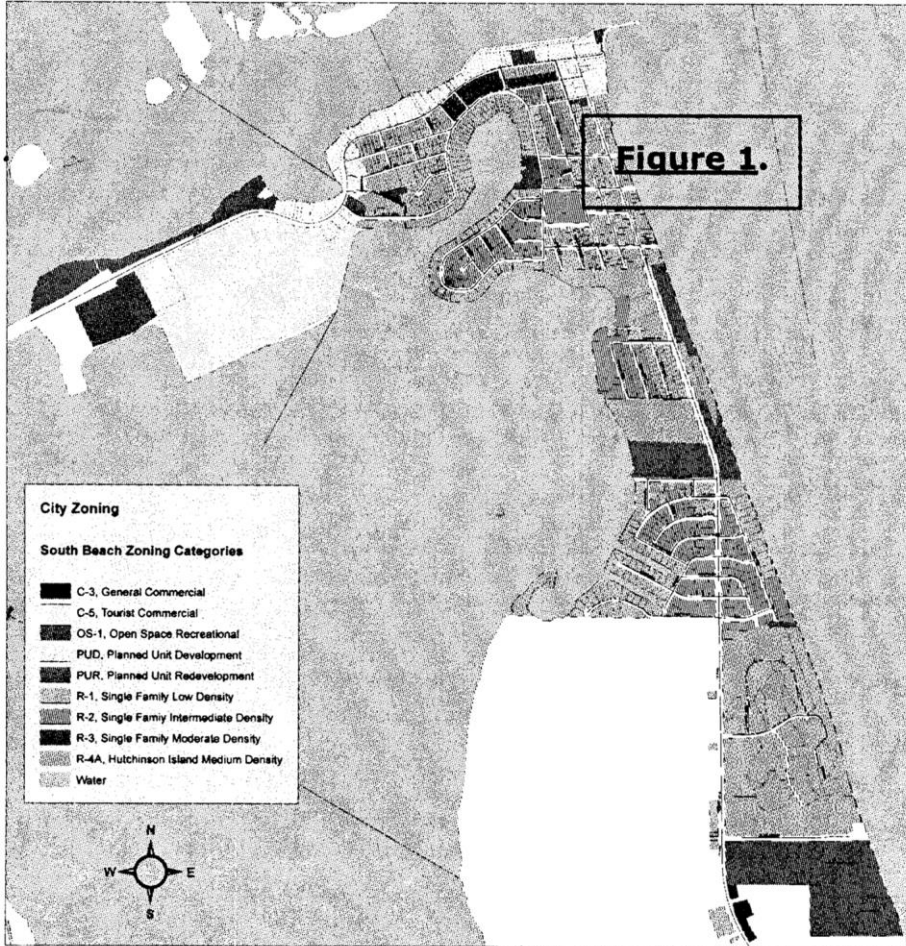 Figure 1.
City Zoning
South Beach Zoning Categories
C-3, General Commercial
C-5, Tourist Commercial
OS-1, Open Space Recreational
PUD, Planned Unit Development
PUR, Planned Unit Redevelopment
R-1, Single Family Low Density
R-2, Single Famiy Intermediate Density
R-3, Single Family Moderate Density
R-4A, Hutchinson Island Medium Density
Water
N
W
E
S